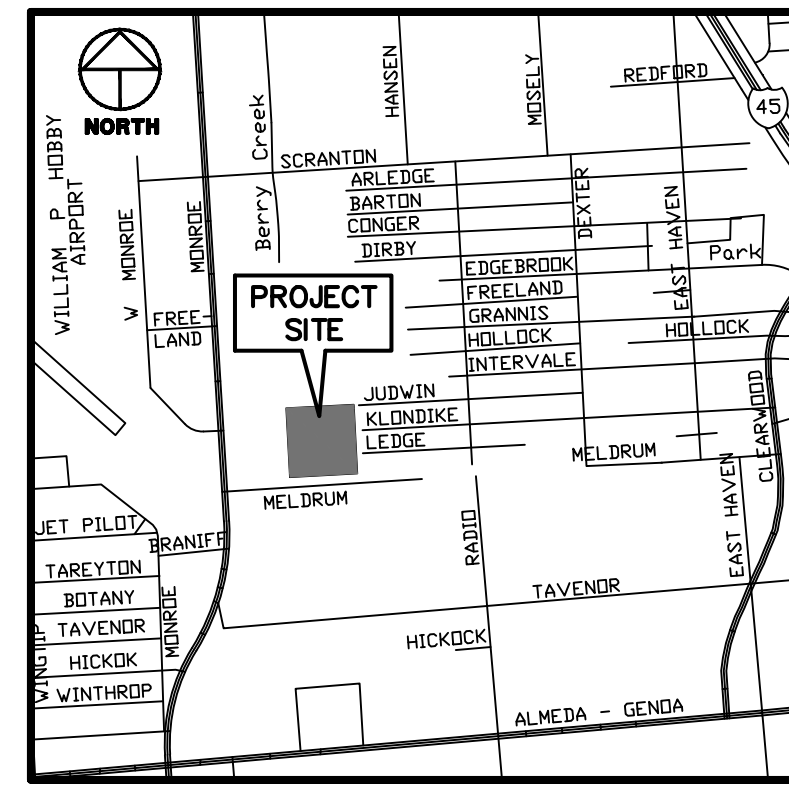 NORTH
WILLIAM P HOBBY
AIRPORT
W MONROE
MONROE
Berry Creek
HANSEN
MOSELY
REDFORD
45
SCRANTON
ARLEDGE
BARTON
CONGER
DIRBY
DEXTER
EAST HAVEN
Park
EDGEBROOK
FREELAND
GRANNIS
HOLLOCK
HOLLOCK
INTERVALE
FREE-
LAND
PROJECT
SITE
JUDWIN
KLONDIKE
LEDGE
MELDRUM
CLEARWOOD
MELDRUM
JET PILOT
BRANIFF
RADIO
EAST HAVEN
TAREYTON
BOTANY
TAVENOR
HICKOK
WINTHROP
MONROE
TAVENOR
HICKOCK
ALMEDA - GENOA